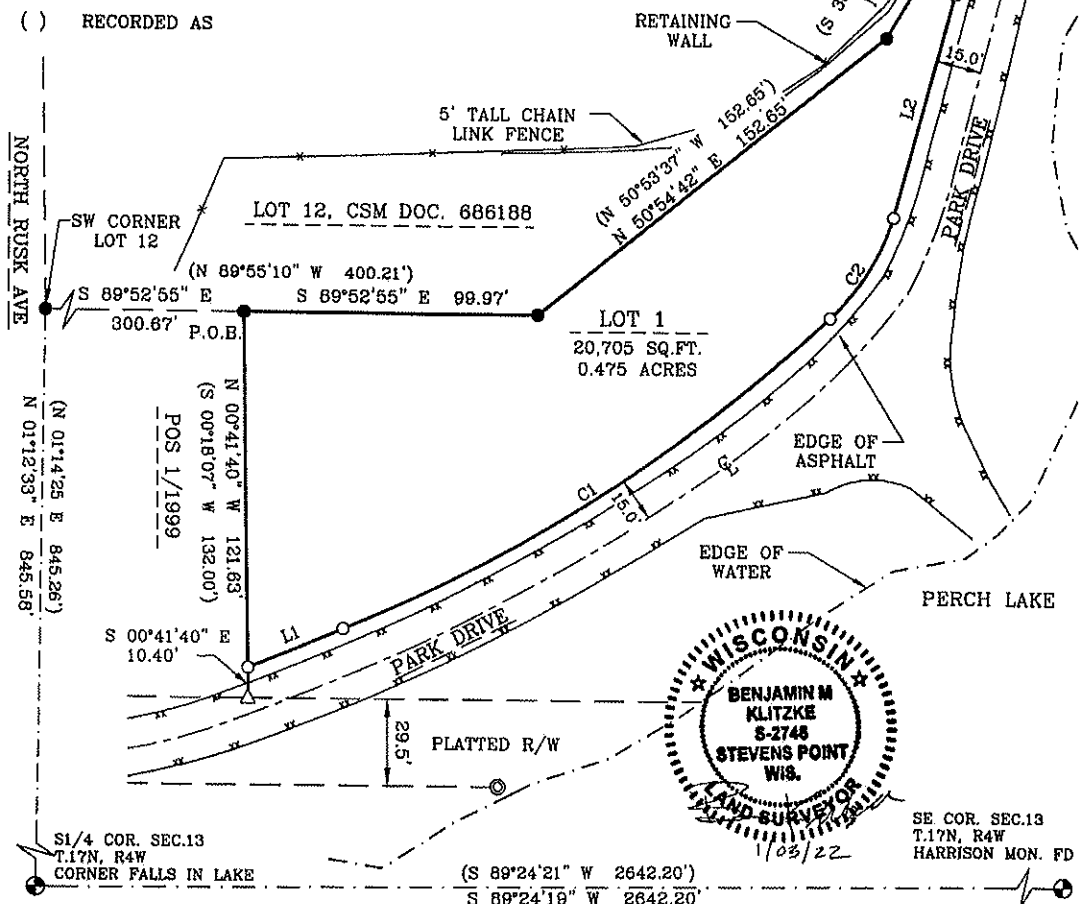 ( ) RECORDED AS
RETAINING
WALL
(S 3
15.0'
5' TALL CHAIN
LINK FENCE
(N 50°53'37" W 152.65')
N 50°54'42" E 152.65'
L2
PARK DRIVE
NORTH RUSK AVE
SW CORNER
LOT 12
LOT 12, CSM DOC. 686188
(N 89°55'10" W 400.21')
S 89°52'55" E
300.67'
S 89°52'55" E 99.97'
P.O.B.
C2
LOT 1
20,705 SQ.FT.
0.475 ACRES
N 00°41'40" W 121.63'
(S 00°18'07" W 132.00')
POS 1/1999
(N 01°14'25 E 845.26')
N 01°12'33" E 845.58'
EDGE OF
ASPHALT
C1
15.0'
EDGE OF
WATER
PERCH LAKE
S 00°41'40" E
10.40'
L1
PARK DRIVE
29.5'
PLATTED R/W
WISCONSIN
BENJAMIN M
KLITZKE
S-2746
STEVENS POINT
WIS.
LAND SURVEYOR
1/03/22
S1/4 COR. SEC.13
T.17N, R4W
CORNER FALLS IN LAKE
SE COR. SEC.13
T.17N, R4W
HARRISON MON. FD
(S 89°24'21" W 2642.20')
S 89°24'19" W 2642.20'